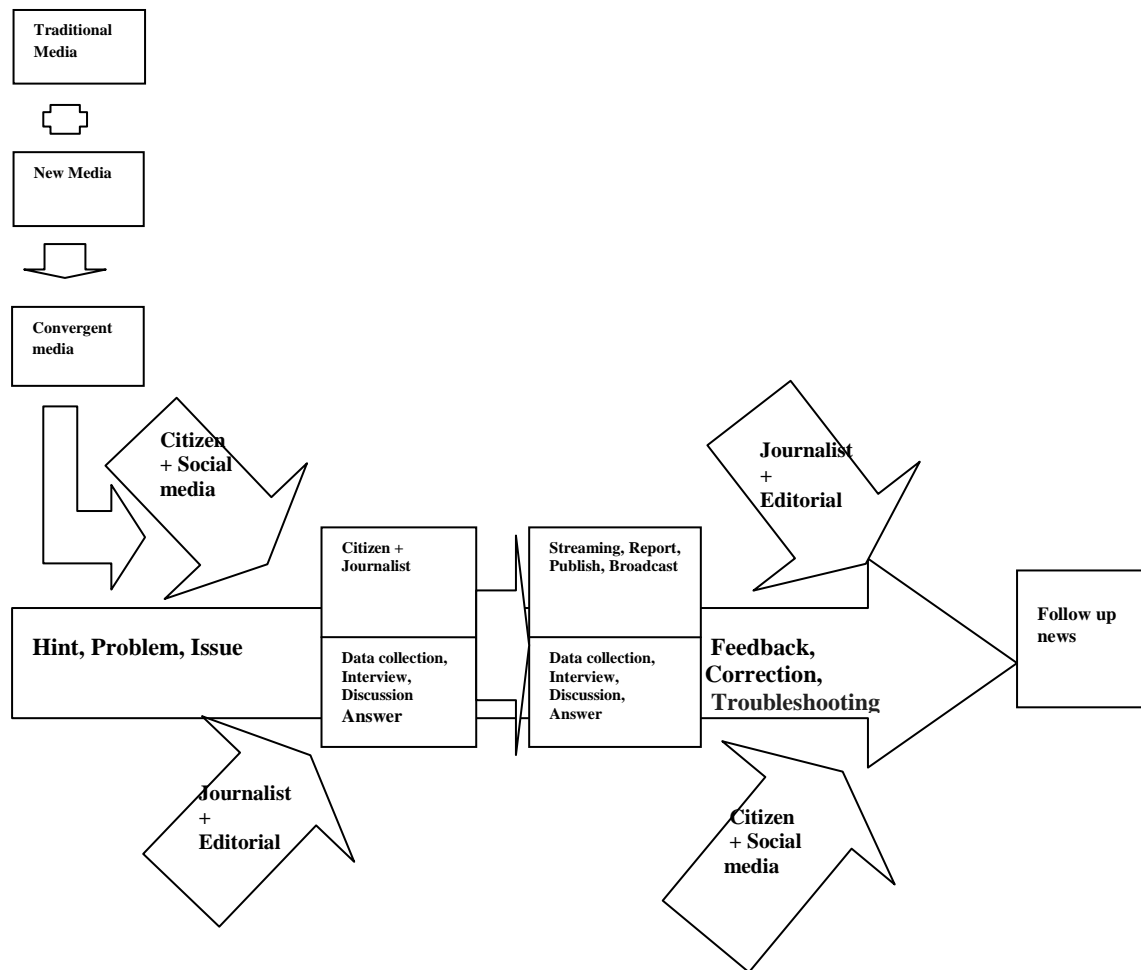 Traditional
Media
New Media
Convergent
media
Citizen
+ Social
media
Journalist
+
Editorial
Citizen +
Journalist
Streaming, Report,
Publish, Broadcast
Follow up
news
Hint, Problem, Issue
Data collection,
Interview,
Discussion
Answer
Data collection,
Interview,
Discussion,
Answer
Feedback,
Correction,
Troubleshooting
Journalist
+
Editorial
Citizen
+ Social
media